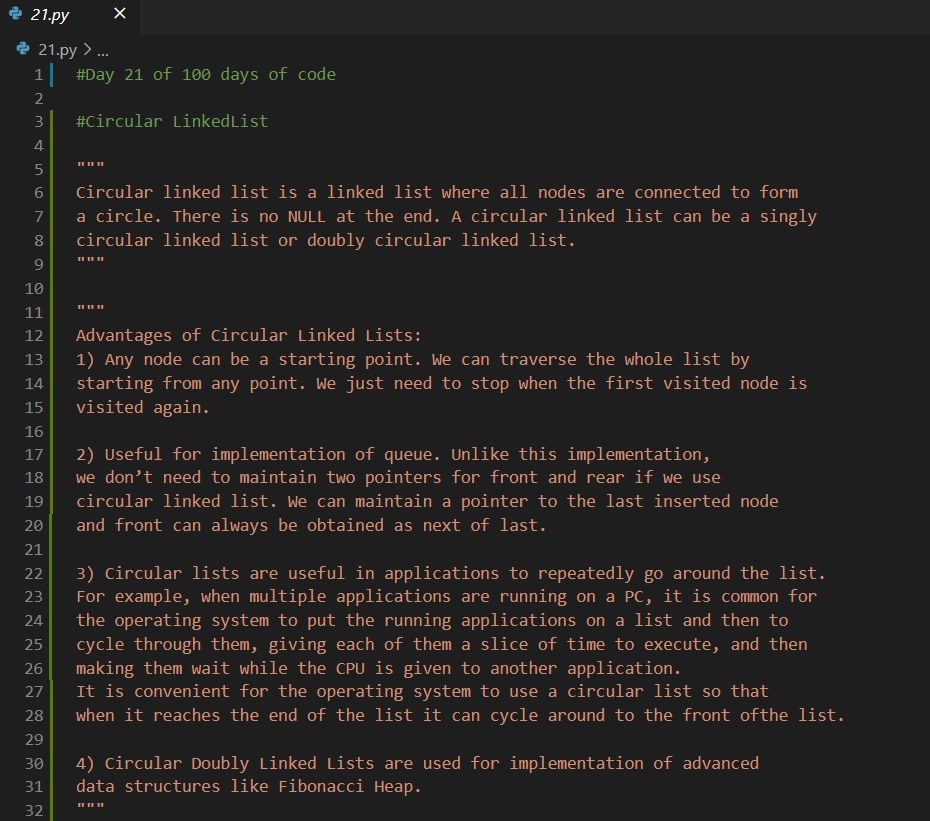 21.py ×
21.py > ...
1 #Day 21 of 100 days of code
2
3 #Circular LinkedList
4
5 """
6 Circular linked list is a linked list where all nodes are connected to form
7 a circle. There is no NULL at the end. A circular linked list can be a singly
8 circular linked list or doubly circular linked list.
9 """
10
11 """
12 Advantages of Circular Linked Lists:
13 1) Any node can be a starting point. We can traverse the whole list by
14 starting from any point. We just need to stop when the first visited node is
15 visited again.
16
17 2) Useful for implementation of queue. Unlike this implementation,
18 we don’t need to maintain two pointers for front and rear if we use
19 circular linked list. We can maintain a pointer to the last inserted node
20 and front can always be obtained as next of last.
21
22 3) Circular lists are useful in applications to repeatedly go around the list.
23 For example, when multiple applications are running on a PC, it is common for
24 the operating system to put the running applications on a list and then to
25 cycle through them, giving each of them a slice of time to execute, and then
26 making them wait while the CPU is given to another application.
27 It is convenient for the operating system to use a circular list so that
28 when it reaches the end of the list it can cycle around to the front ofthe list.
29
30 4) Circular Doubly Linked Lists are used for implementation of advanced
31 data structures like Fibonacci Heap.
32 """